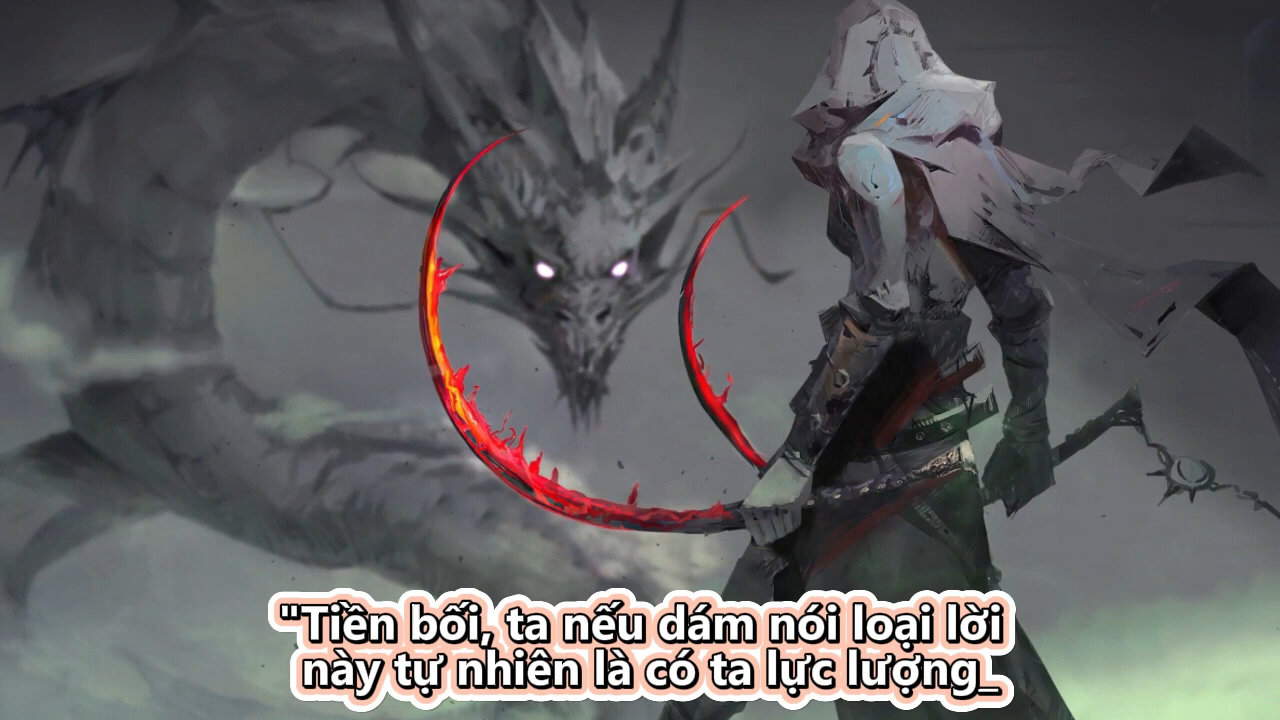 "Tiền bối, ta nếu dám nói loại lời
này tự nhiên là có ta lực lượng_